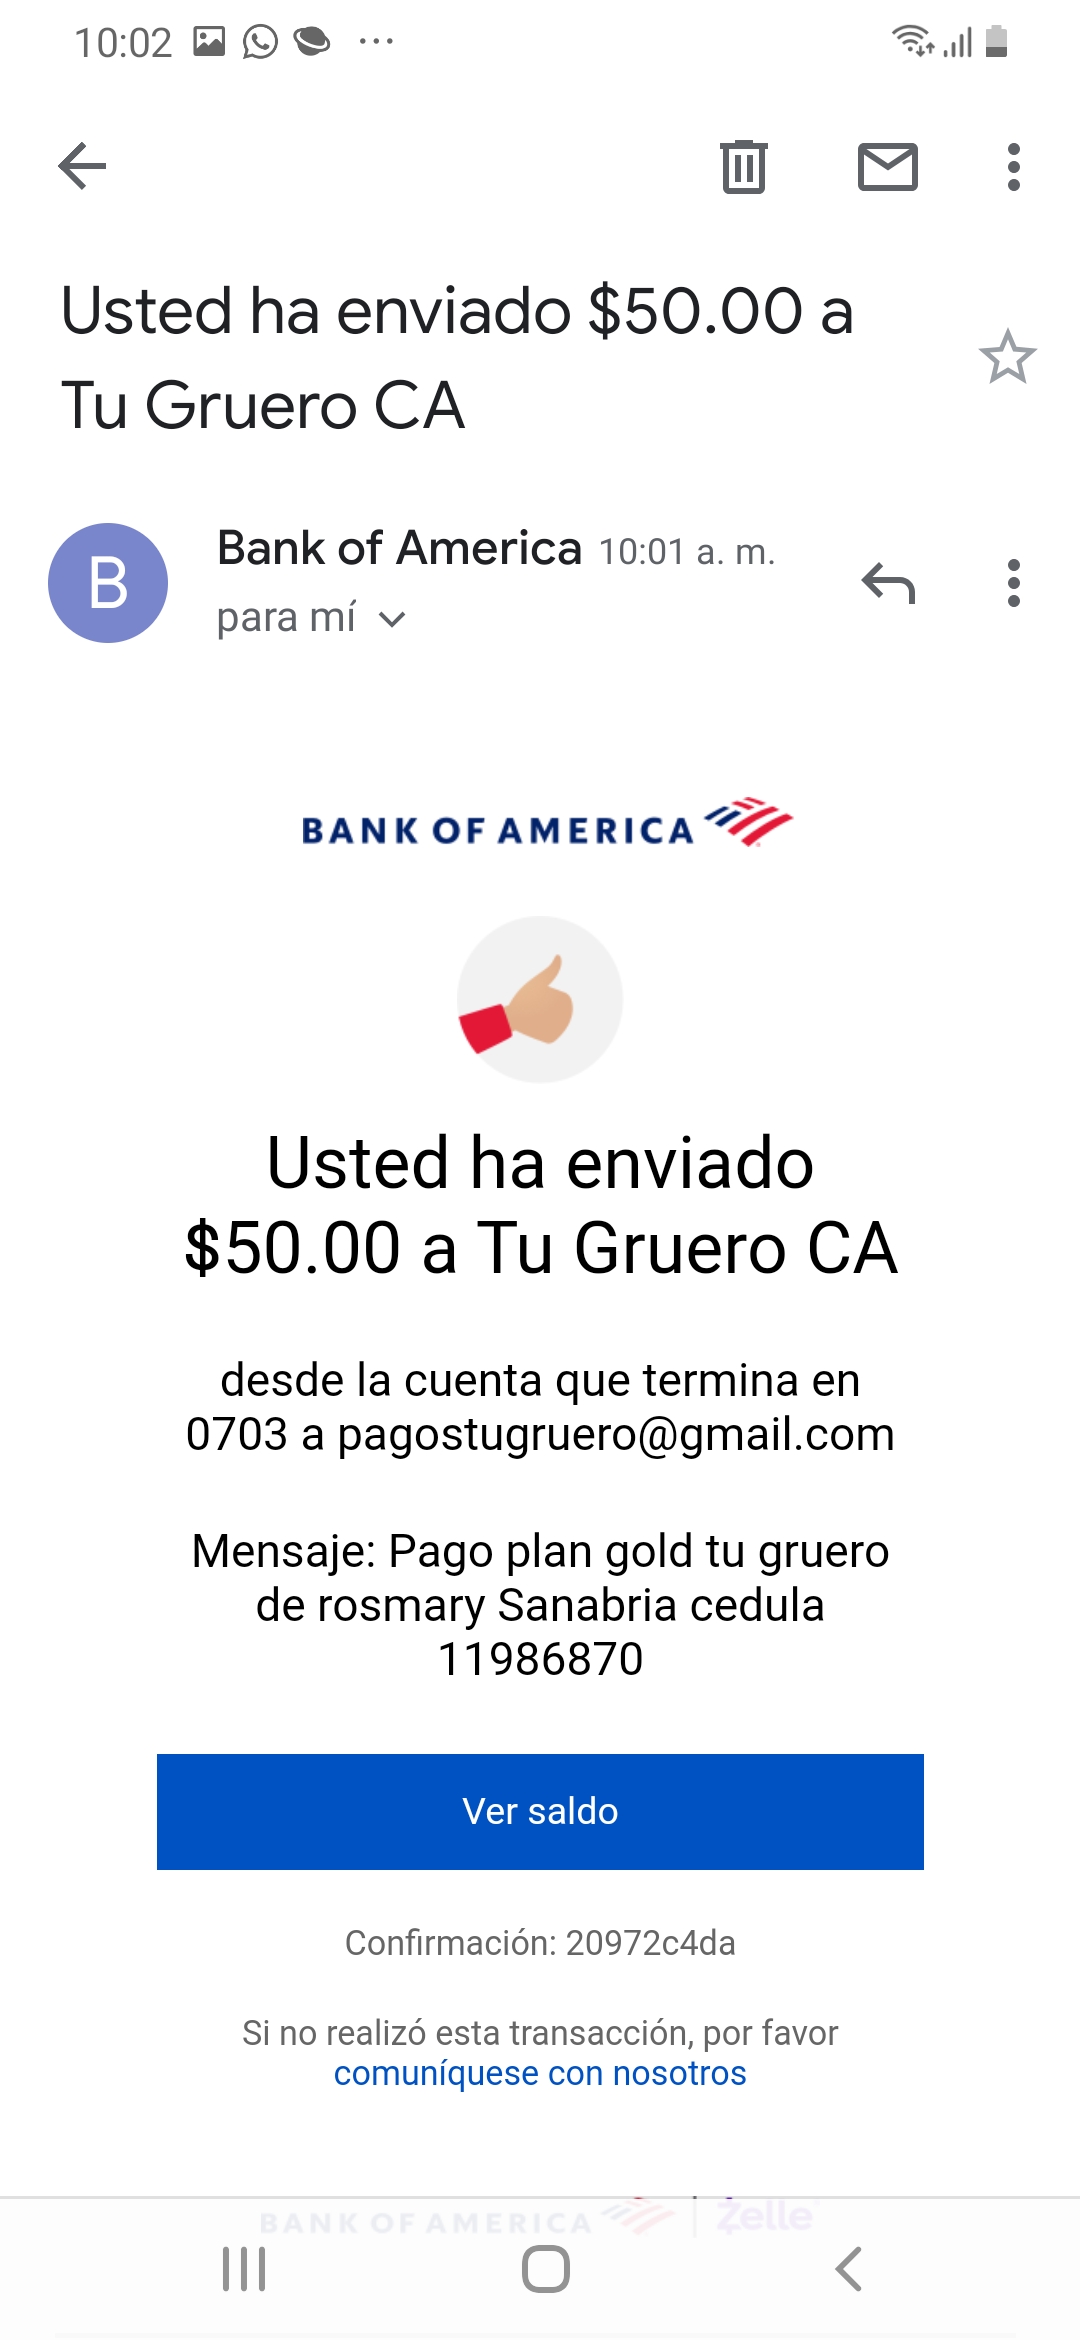 10:02
Usted ha enviado $50.00 a
Tu Gruero CA
B
Bank of America 10:01 a. m.
para mí
BANK OF AMERICA
Usted ha enviado
$50.00 a Tu Gruero CA
desde la cuenta que termina en
0703 a pagostugruero@gmail.com
Mensaje: Pago plan gold tu gruero
de rosmary Sanabria cedula
11986870
Ver saldo
Confirmación: 20972c4da
Si no realizó esta transacción, por favor
comuníquese con nosotros
BANK OF AMERICA | Zelle